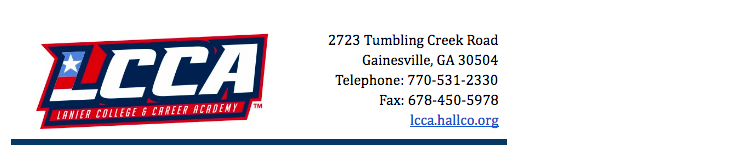 LCCA
LANIER COLLEGE & CAREER ACADEMY ™
2723 Tumbling Creek Road
Gainesville, GA 30504
Telephone: 770-531-2330
Fax: 678-450-5978
lcca.hallco.org